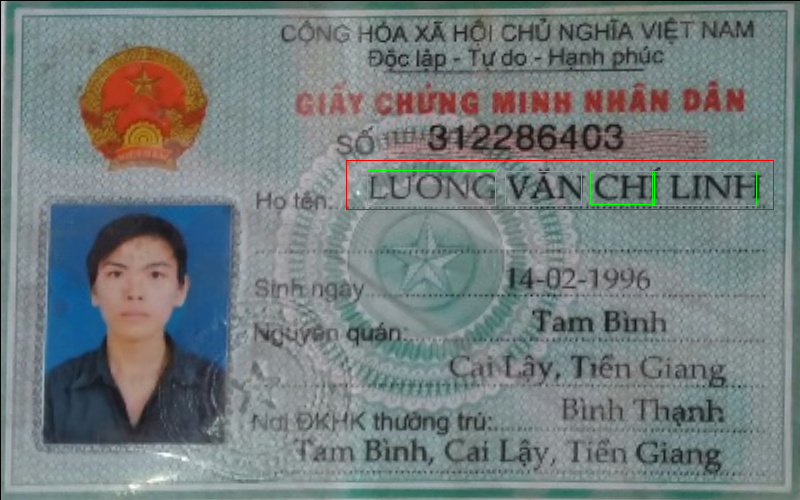 CỘNG HÒA XÃ HỘI CHỦ NGHĨA VIỆT NAM
Độc lập - Tự do - Hạnh phúc
GIẤY CHỨNG MINH NHÂN DÂN
SỐ 312286403
Họ tên: LƯƠNG VĂN CHÍ LINH
Sinh ngày 14-02-1996
Nguyên quán: Tam Bình
Cai Lậy, Tiền Giang
Nơi ĐKHK thường trú: Bình Thạnh
Tam Bình, Cai Lậy, Tiền Giang